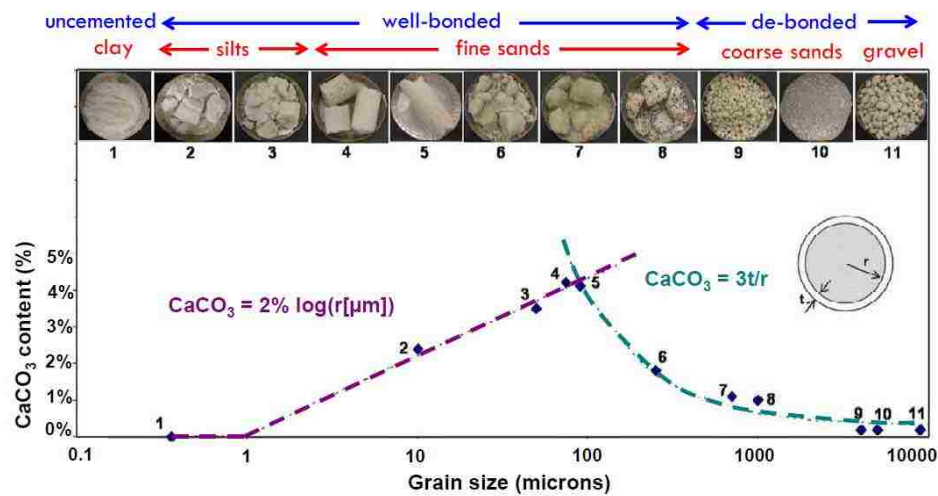 uncemented well-bonded de-bonded
clay silts fine sands coarse sands gravel
1 2 3 4 5 6 7 8 9 10 11
CaCO₃ content (%)
5%
4%
3%
2%
1%
0%
CaCO₃ = 2% log(r[µm])
CaCO₃ = 3t/r
r
t
1 2 3 4 5 6 7 8 9 10 11
0.1 1 10 100 1000 10000
Grain size (microns)